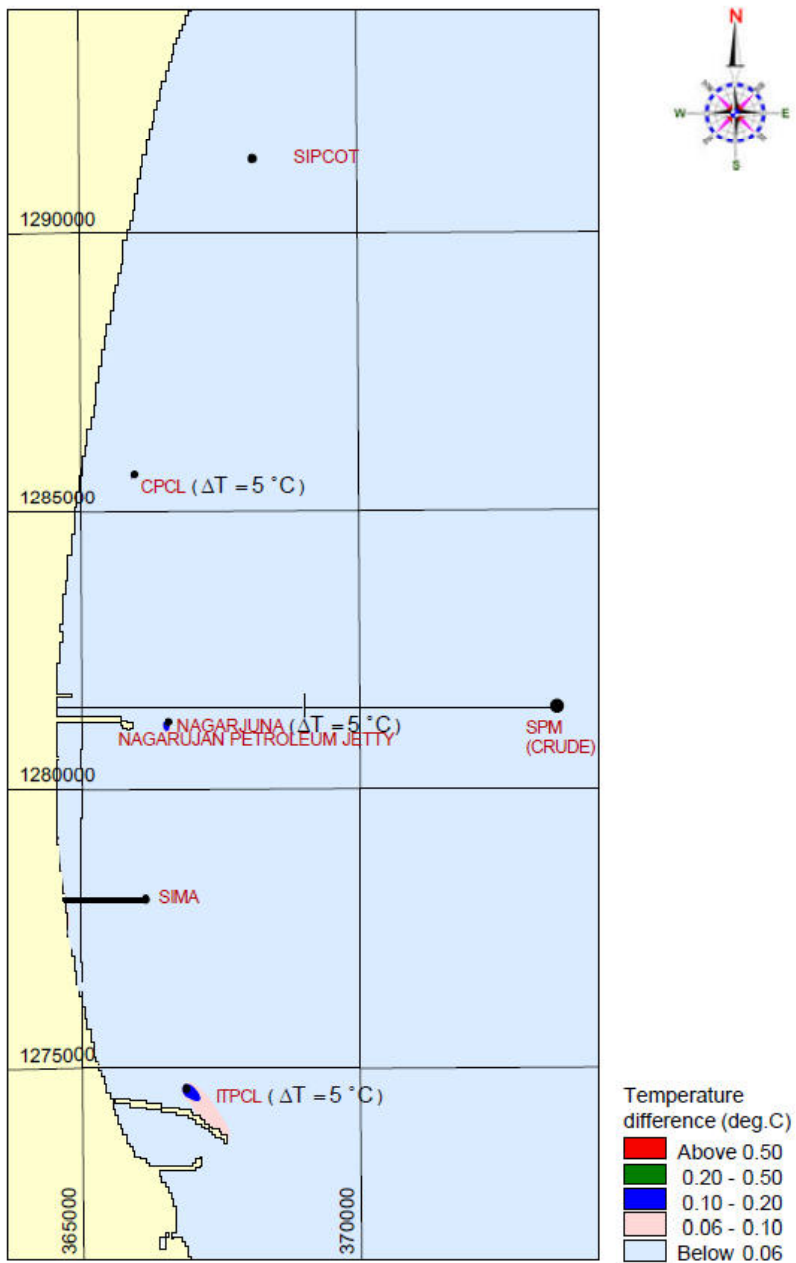 N
W
E
S
SIPCOT
1290000
CPCL (ΔT = 5 °C)
1285000
NAGARJUNA (ΔT = 5 °C)
NAGARUJAN PETROLEUM JETTY
SPM
(CRUDE)
1280000
SIMA
1275000
ITPCL (ΔT = 5 °C)
365000
370000
Temperature
difference (deg.C)
Above 0.50
0.20 - 0.50
0.10 - 0.20
0.06 - 0.10
Below 0.06